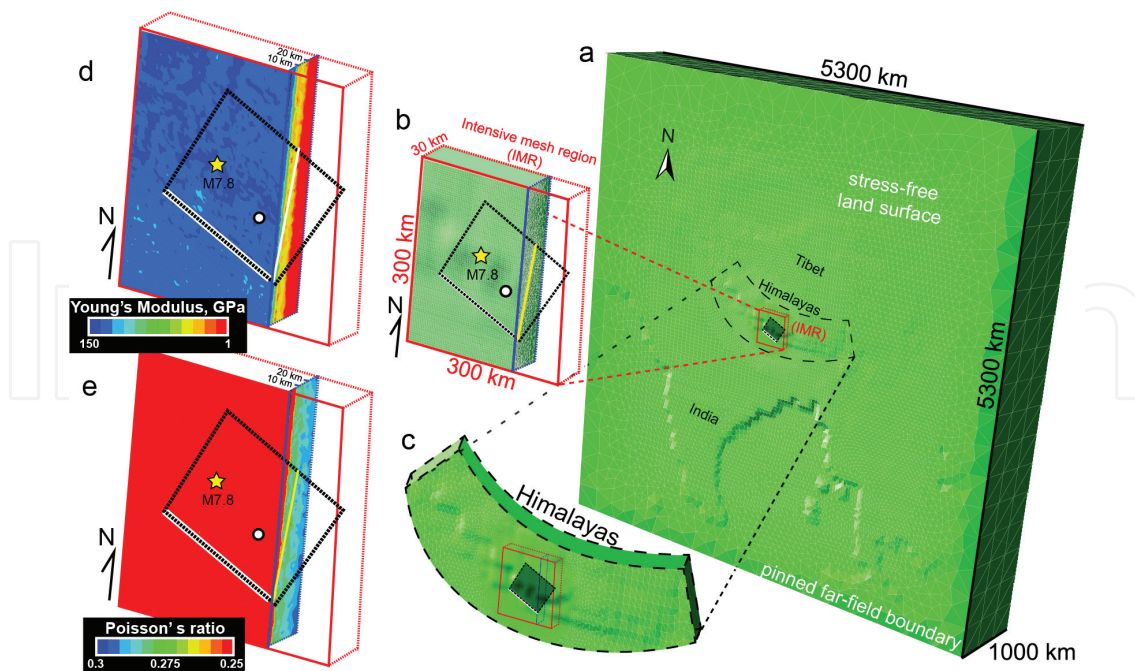 d
20 km
10 km
M7.8
N
Young's Modulus, GPa
150
1
e
20 km
10 km
M7.8
N
Poisson' s ratio
0.3
0.275
0.25
b
30 km
Intensive mesh region
(IMR)
M7.8
300 km
N
300 km
a
5300 km
N
stress-free
land surface
Tibet
Himalayas
(IMR)
India
5300 km
pinned far-field boundary
1000 km
c
Himalayas